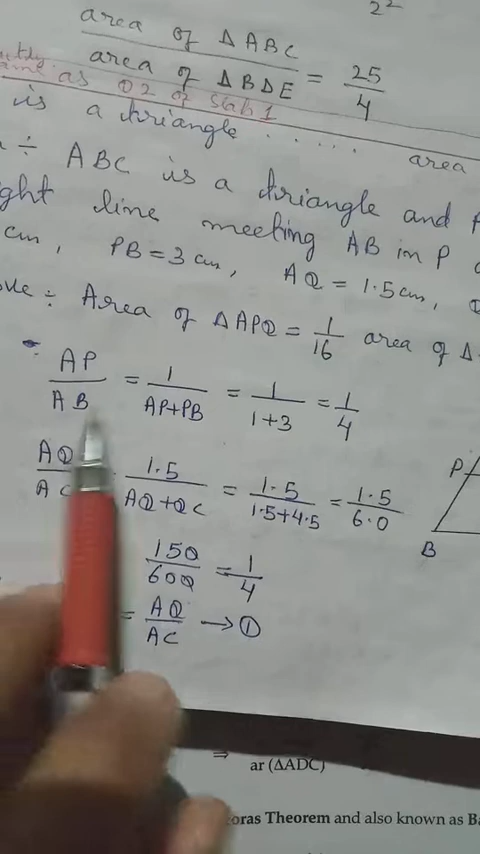 2²
area of ΔABC / area of ΔBDE = 25/4
same as Q2 of slab 1
is a triangle ..... area
÷ ABC is a triangle and
line meeting AB in P
cm, PB = 3 cm, AQ = 1.5 cm,
÷ Area of ΔAPQ = 1/16 area of Δ
AP/AB = 1/AP+PB = 1/1+3 = 1/4
AQ/AC 1.5/AQ+QC = 1.5/1.5+4.5 = 1.5/6.0
P
B
150/600 = 1/4
= AQ/AC → ①
⇒ ar (ΔADC)
oras Theorem and also known as Ba